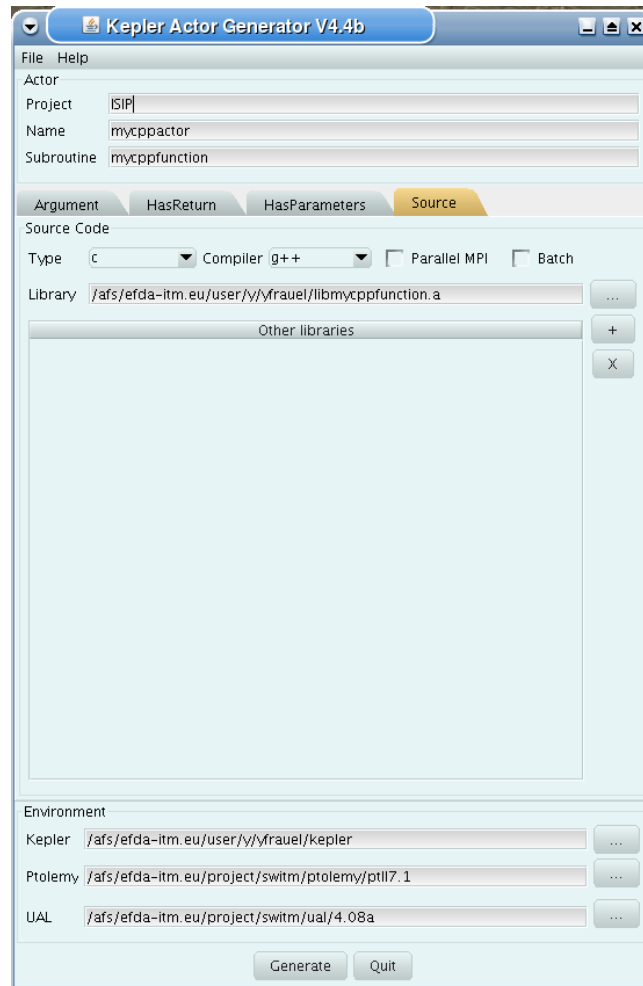 Kepler Actor Generator V4.4b
File Help
Actor
Project ISIP
Name mycppactor
Subroutine mycppfunction
Argument HasReturn HasParameters Source
Source Code
Type c Compiler g++ Parallel MPI Batch
Library /afs/efda-itm.eu/user/y/yfrauel/libmycppfunction.a ...
Other libraries +
X
Environment
Kepler /afs/efda-itm.eu/user/y/yfrauel/kepler ...
Ptolemy /afs/efda-itm.eu/project/switm/ptolemy/ptII7.1 ...
UAL /afs/efda-itm.eu/project/switm/ual/4.08a ...
Generate Quit